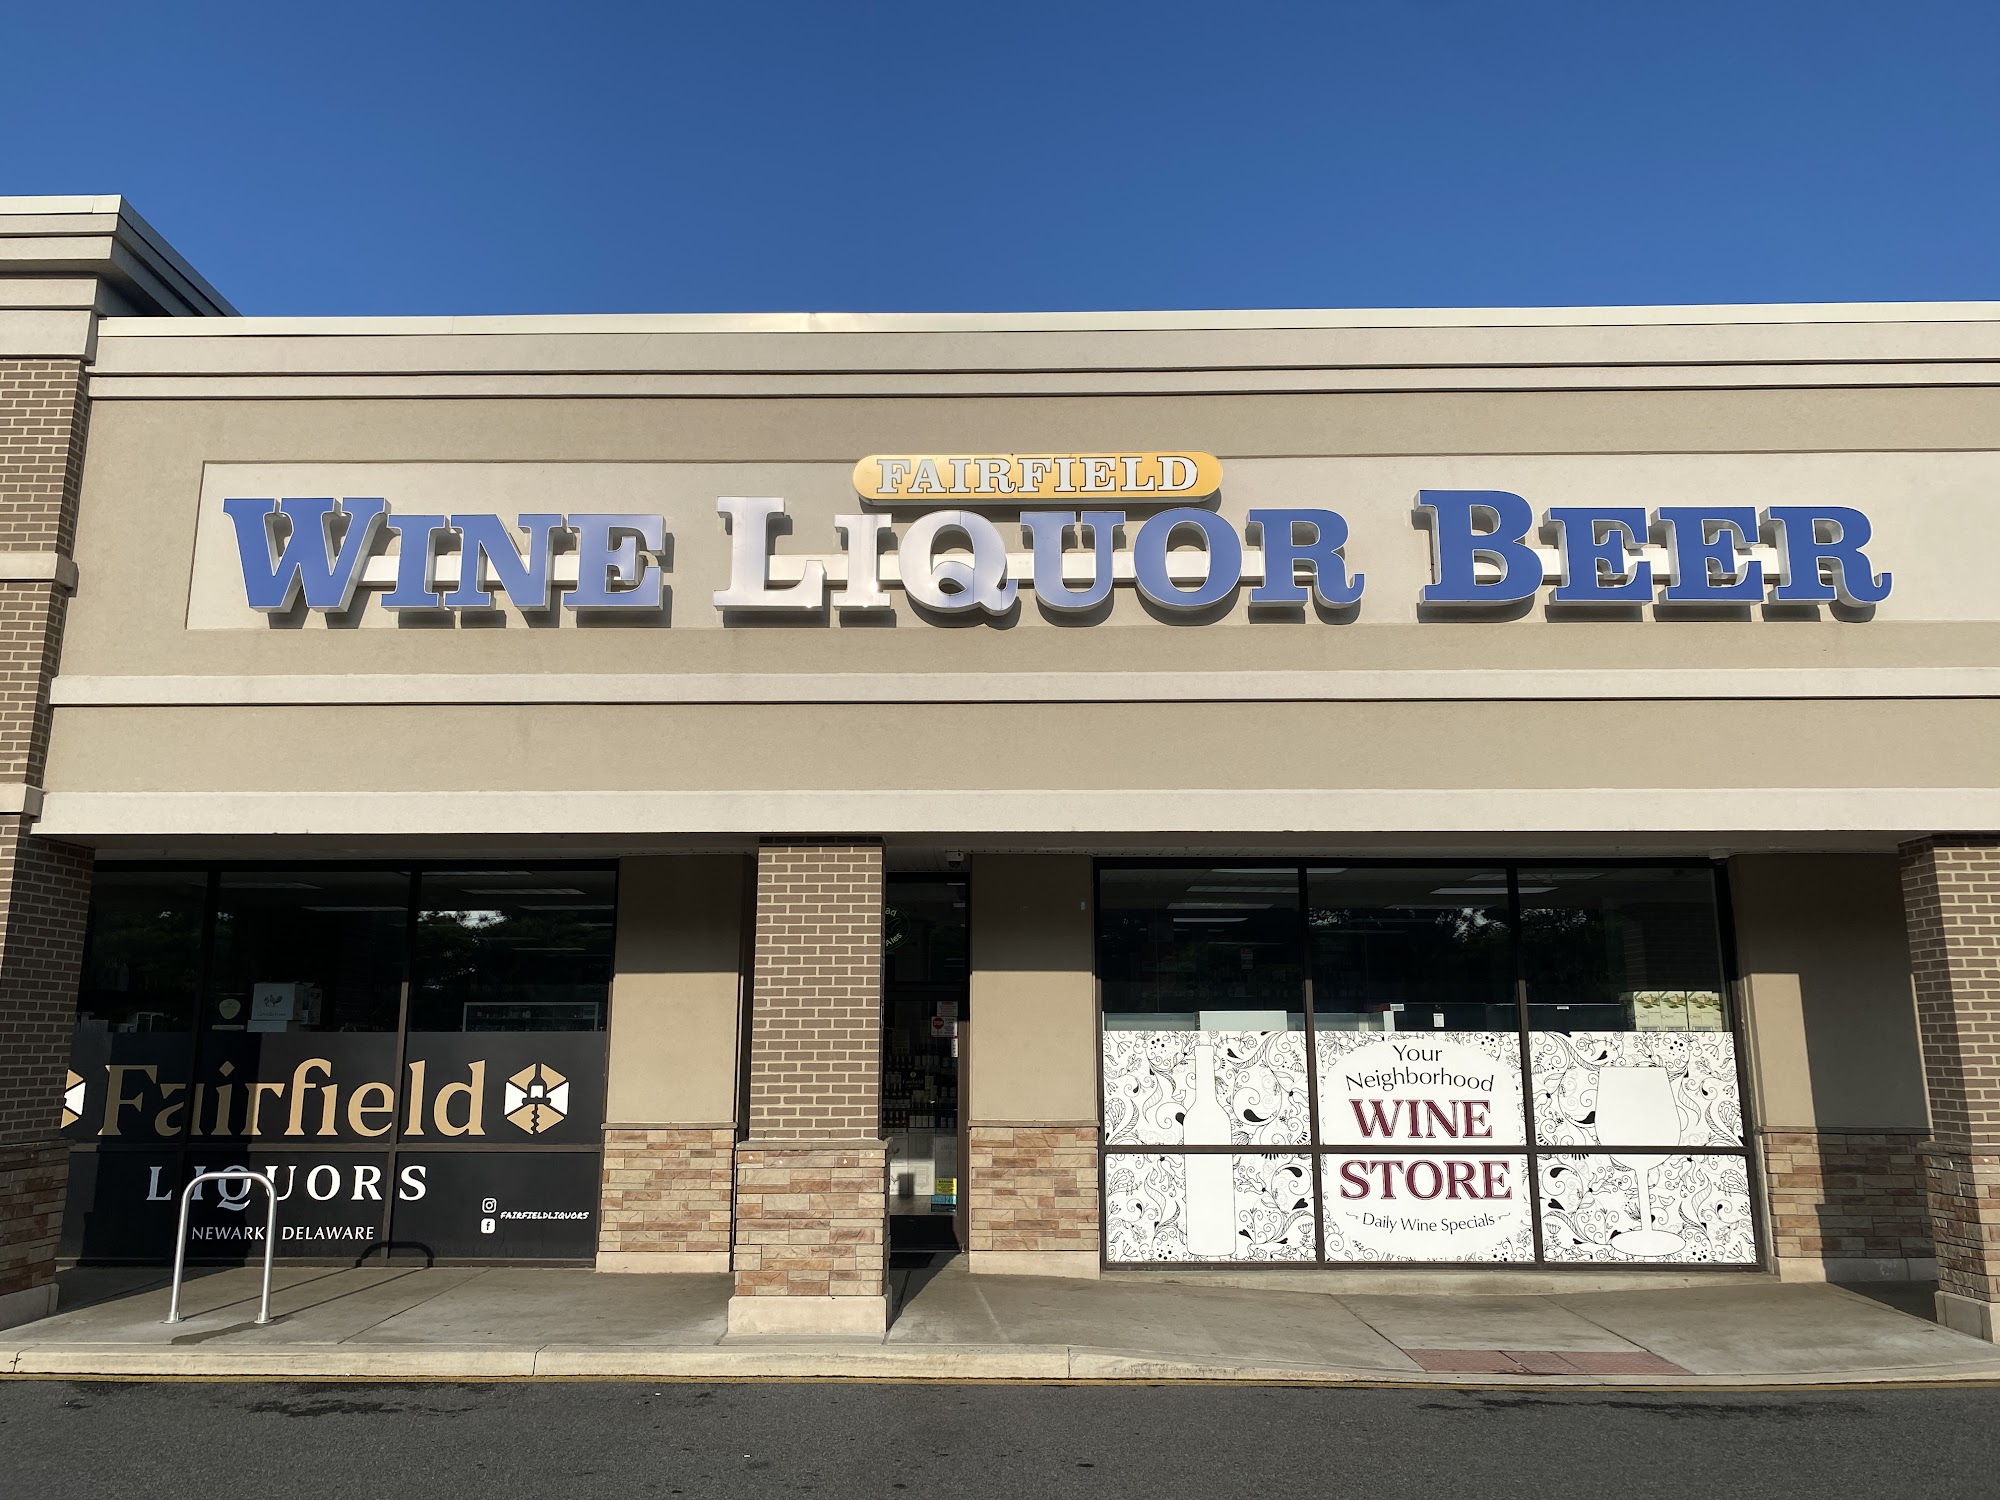 FAIRFIELD
WINE LIQUOR BEER
Fairfield
LIQUORS
NEWARK DELAWARE
FAIRFIELDLIQUORS
Your
Neighborhood
WINE
STORE
~ Daily Wine Specials ~